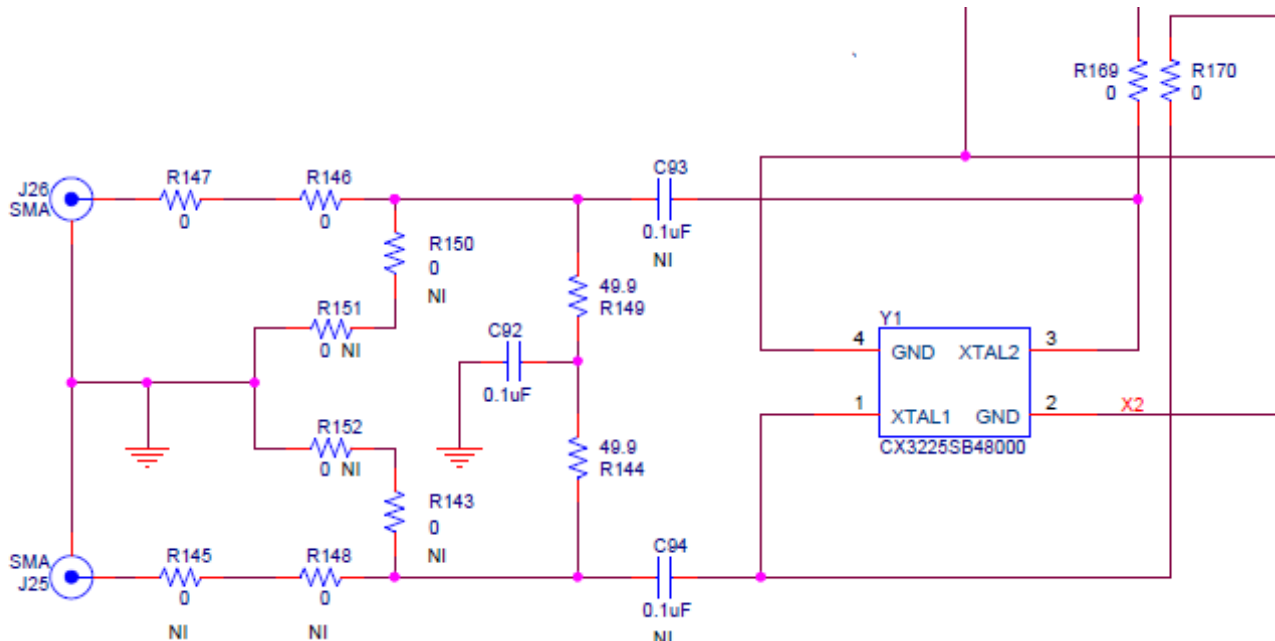 R169
0
R170
0
J26
SMA
R147
0
R146
0
C93
0.1uF
NI
R150
0
NI
49.9
R149
R151
0 NI
C92
0.1uF
Y1
4
GND
XTAL2
3
1
XTAL1
GND
2
X2
CX3225SB48000
R152
0 NI
49.9
R144
R143
0
NI
SMA
J25
R145
0
NI
R148
0
NI
C94
0.1uF
NI